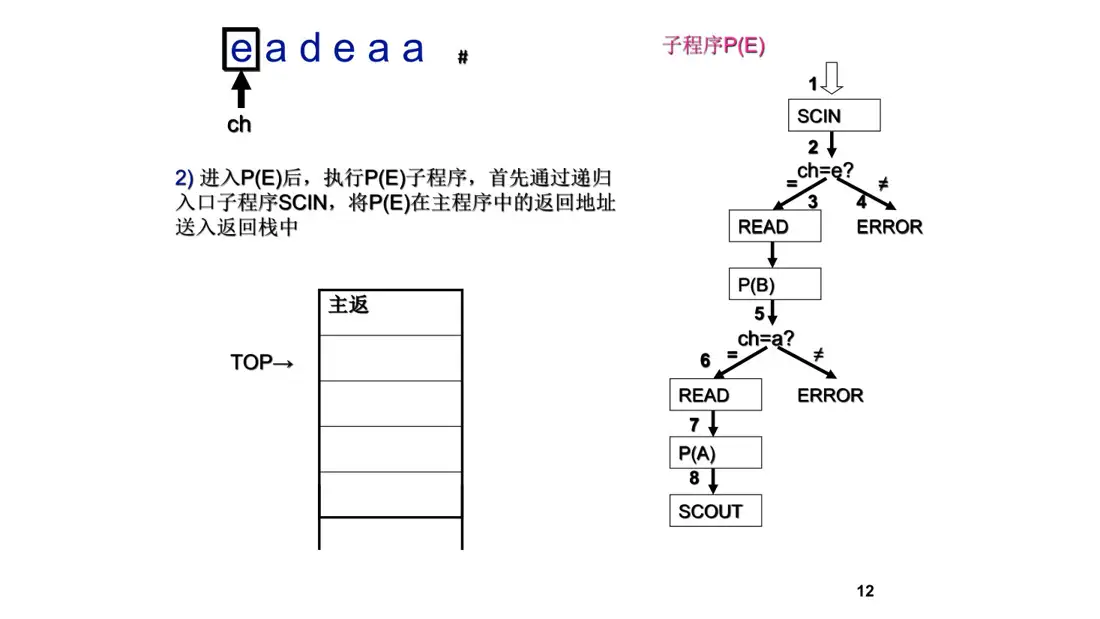 e a d e a a #
ch
2) 进入P(E)后，执行P(E)子程序，首先通过递归
入口子程序SCIN，将P(E)在主程序中的返回地址
送入返回栈中
主返
TOP→
子程序P(E)
1
SCIN
2
ch=e?
= ≠
3 4
READ ERROR
P(B)
5
ch=a?
6 = ≠
READ ERROR
7
P(A)
8
SCOUT
12